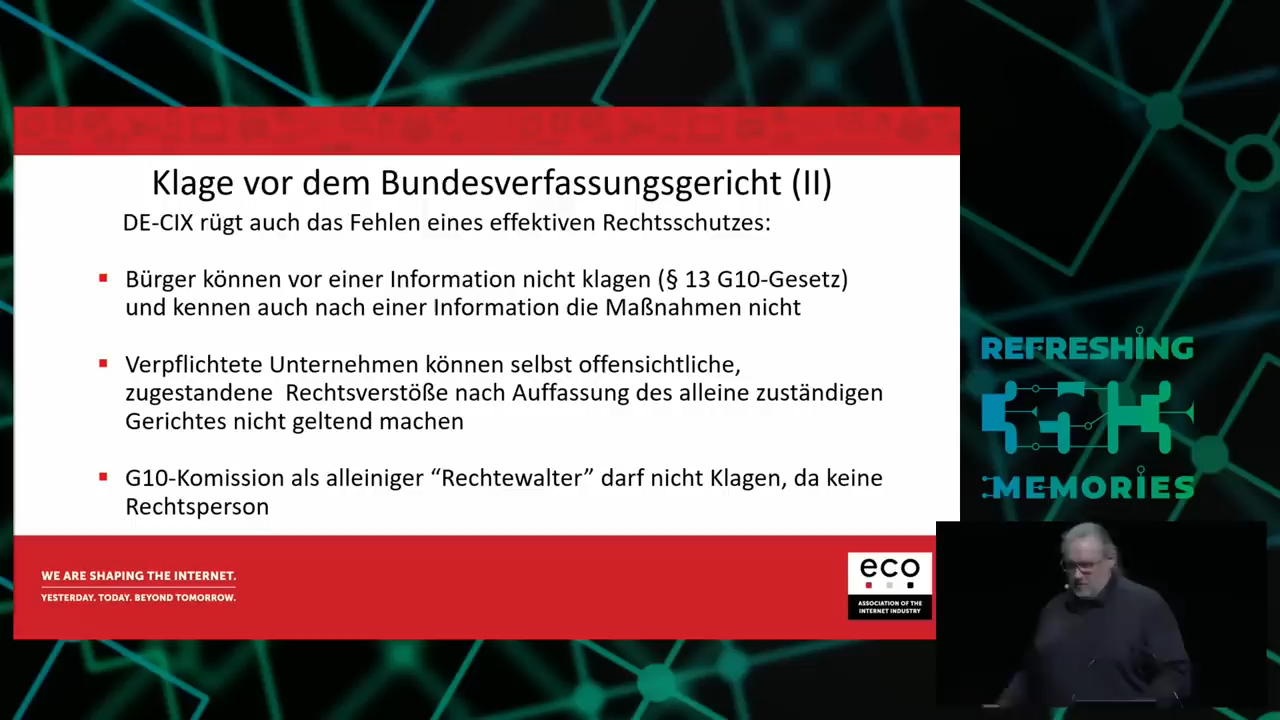 Klage vor dem Bundesverfassungsgericht (II)
DE-CIX rügt auch das Fehlen eines effektiven Rechtsschutzes:
Bürger können vor einer Information nicht klagen (§ 13 G10-Gesetz)
und kennen auch nach einer Information die Maßnahmen nicht
Verpflichtete Unternehmen können selbst offensichtliche,
zugestandene  Rechtsverstöße nach Auffassung des alleine zuständigen
Gerichtes nicht geltend machen
G10-Komission als alleiniger “Rechtewalter” darf nicht Klagen, da keine
Rechtsperson
REFRESHING
35K
MEMORIES
WE ARE SHAPING THE INTERNET.
YESTERDAY. TODAY. BEYOND TOMORROW.
eco
ASSOCIATION OF THE
INTERNET INDUSTRY